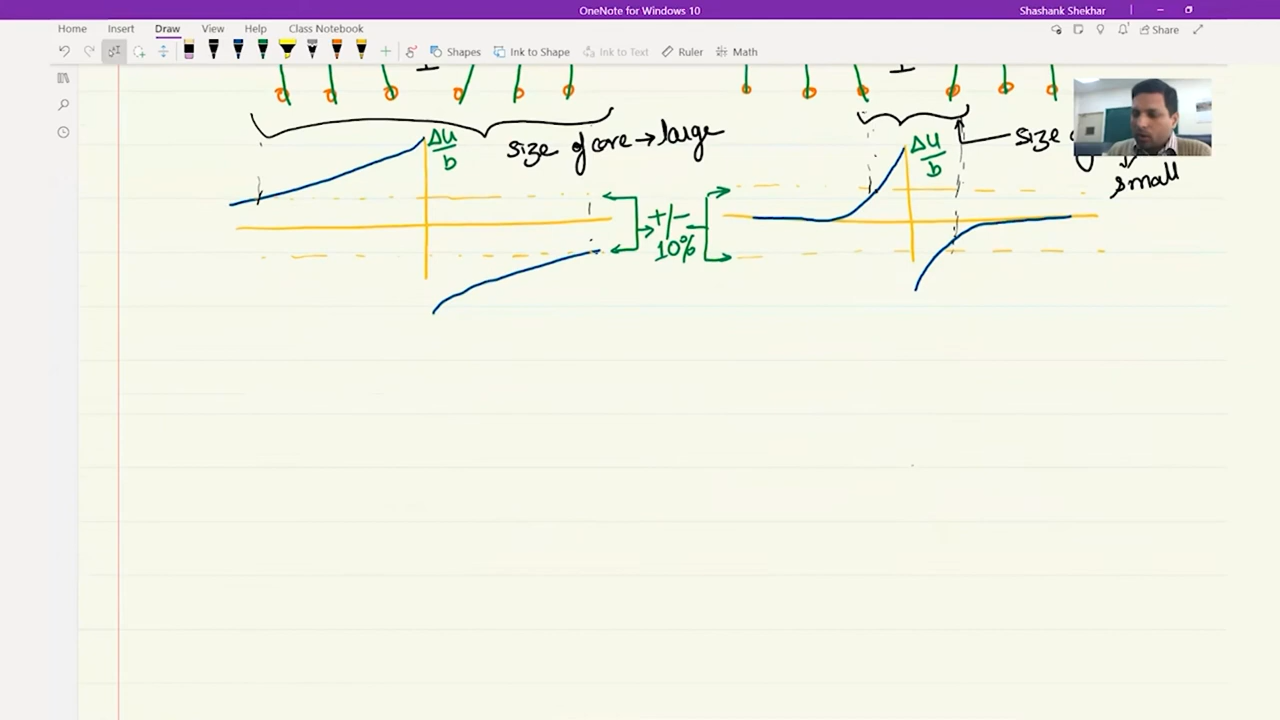 OneNote for Windows 10
Shashank Shekhar
Home Insert Draw View Help Class Notebook
Share
Shapes Ink to Shape Ink to Text Ruler Math
Δu/b
size of core → large
Δu/b
size
small
+/-
10%